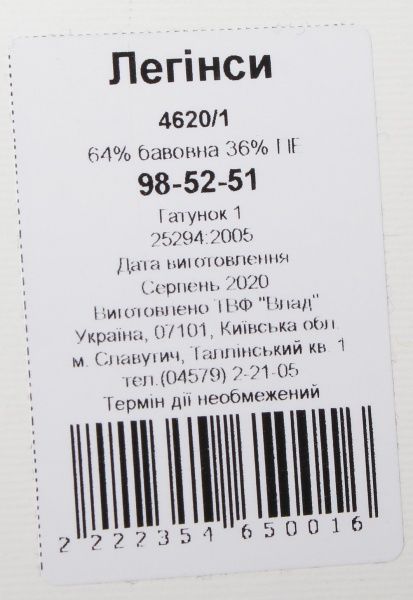 Легінси
4620/1
64% бавовна 36% ПЕ
98-52-51
Гатунок 1
25294:2005
Дата виготовлення
Серпень 2020
Виготовлено ТВФ "Влад"
Україна, 07101, Київська обл.
м. Славутич, Таллінський кв. 1
тел.(04579) 2-21-05
Термін дії необмежений
2 222354 650016